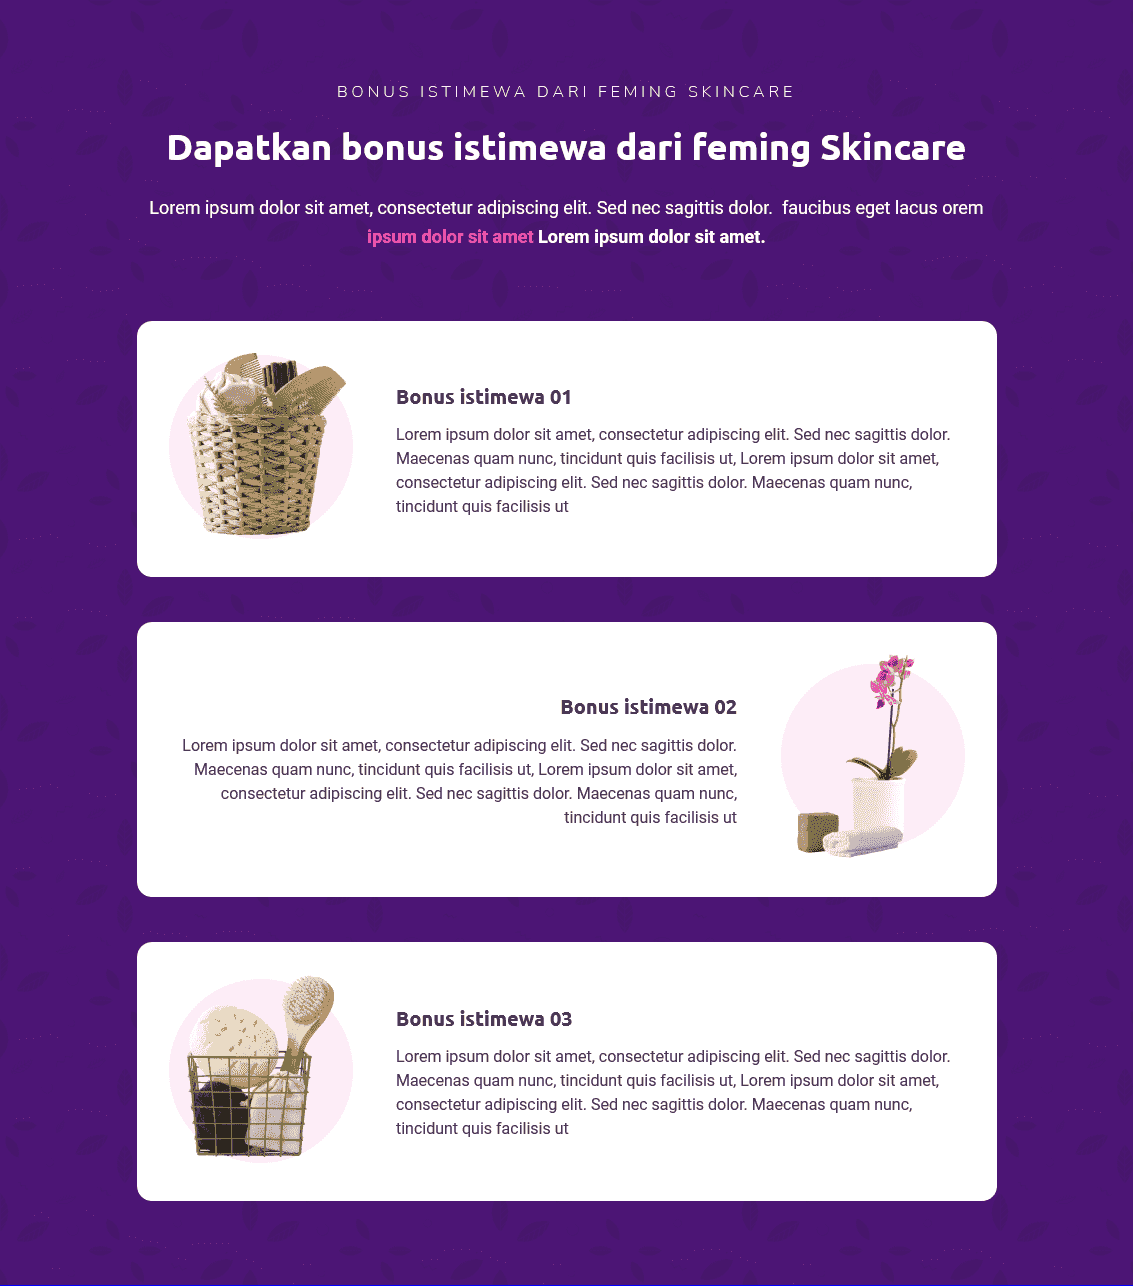 BONUS ISTIMEWA DARI FEMING SKINCARE
Dapatkan bonus istimewa dari feming Skincare
Lorem ipsum dolor sit amet, consectetur adipiscing elit. Sed nec sagittis dolor.  faucibus eget lacus orem
ipsum dolor sit amet Lorem ipsum dolor sit amet.
Bonus istimewa 01
Lorem ipsum dolor sit amet, consectetur adipiscing elit. Sed nec sagittis dolor.
Maecenas quam nunc, tincidunt quis facilisis ut, Lorem ipsum dolor sit amet,
consectetur adipiscing elit. Sed nec sagittis dolor. Maecenas quam nunc,
tincidunt quis facilisis ut
Bonus istimewa 02
Lorem ipsum dolor sit amet, consectetur adipiscing elit. Sed nec sagittis dolor.
Maecenas quam nunc, tincidunt quis facilisis ut, Lorem ipsum dolor sit amet,
consectetur adipiscing elit. Sed nec sagittis dolor. Maecenas quam nunc,
tincidunt quis facilisis ut
Bonus istimewa 03
Lorem ipsum dolor sit amet, consectetur adipiscing elit. Sed nec sagittis dolor.
Maecenas quam nunc, tincidunt quis facilisis ut, Lorem ipsum dolor sit amet,
consectetur adipiscing elit. Sed nec sagittis dolor. Maecenas quam nunc,
tincidunt quis facilisis ut